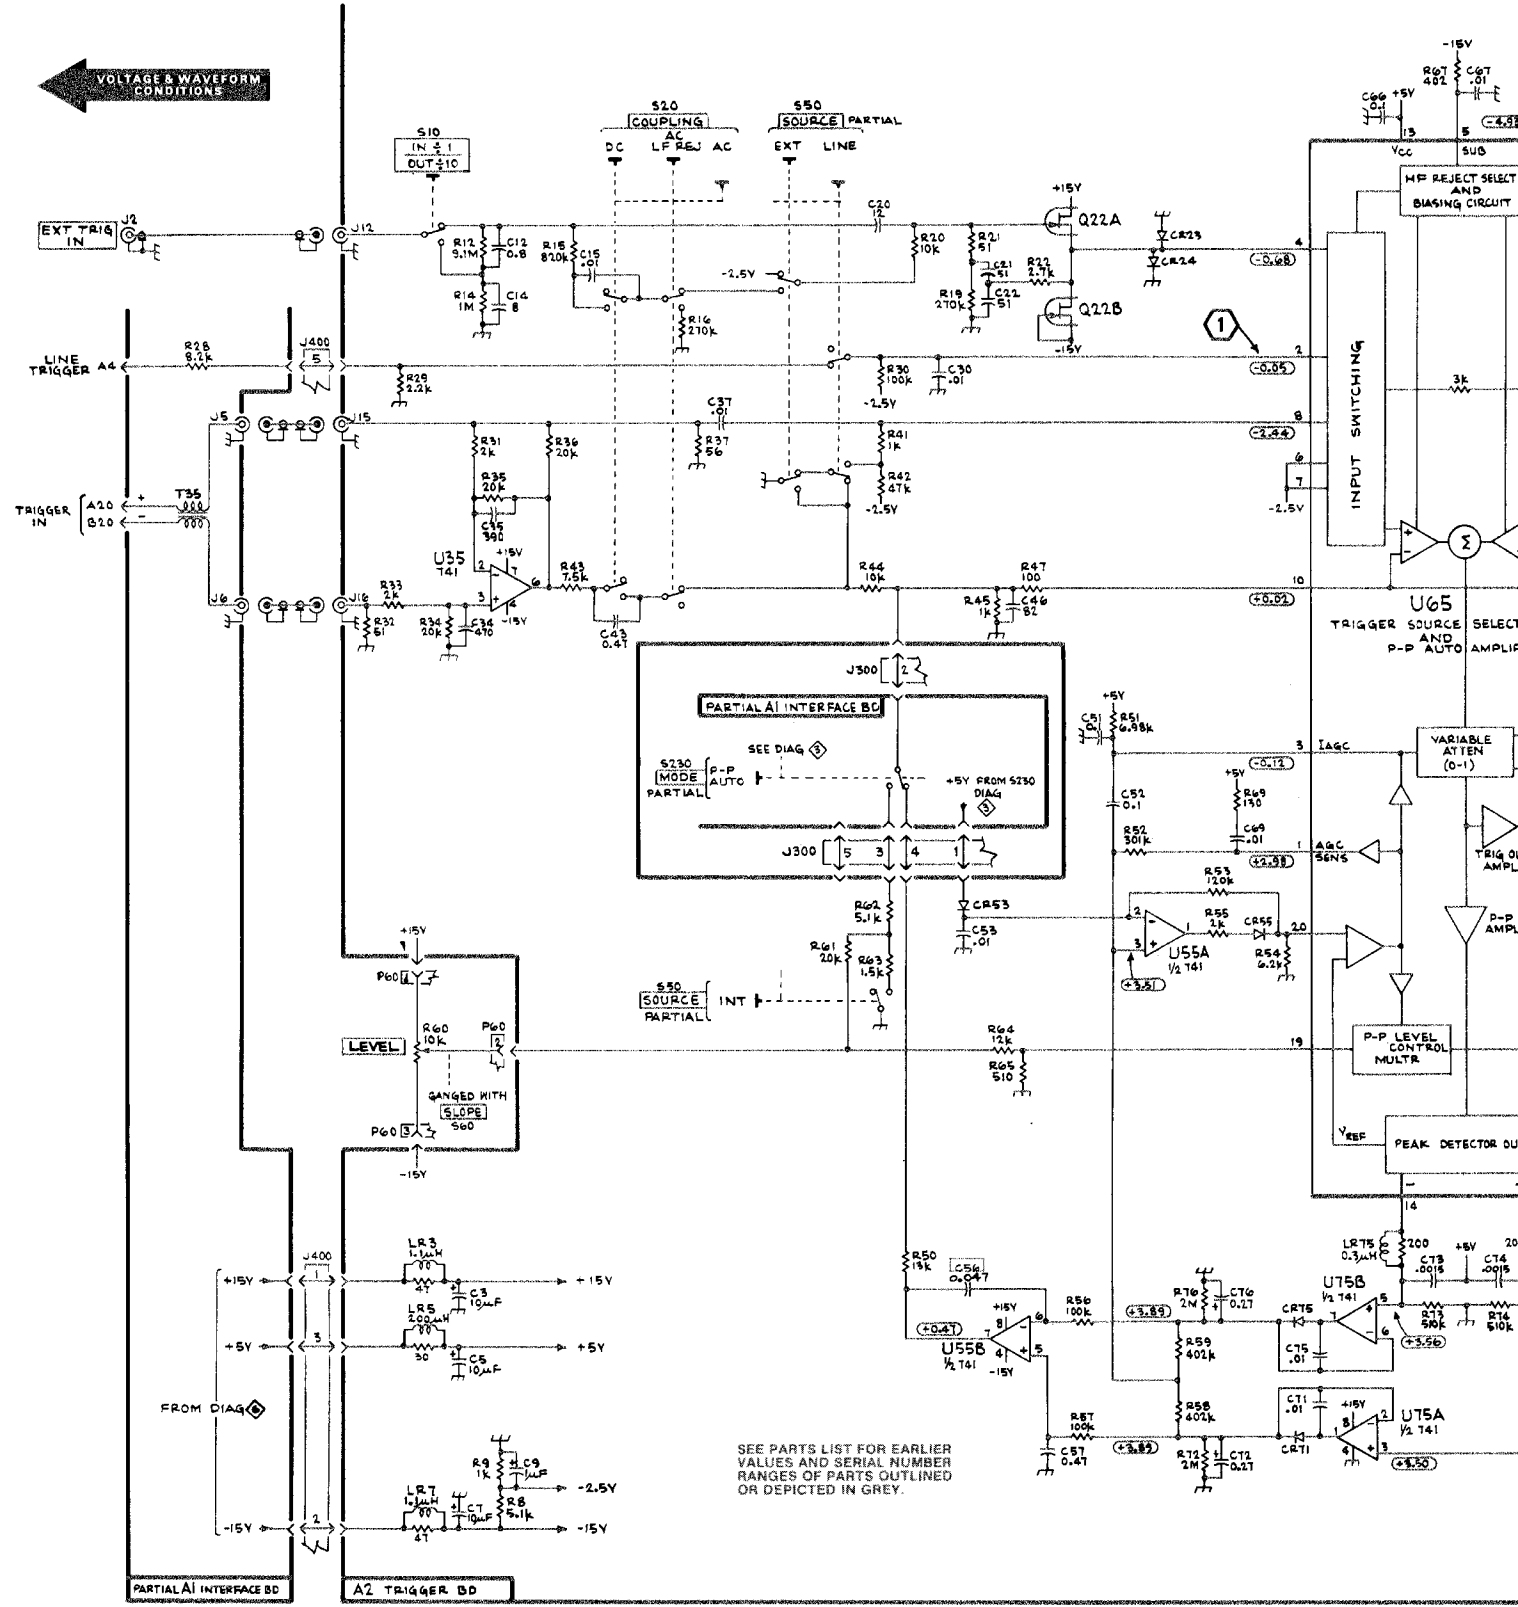 VOLTAGE & WAVEFORM
CONDITIONS
S10
IN ÷ 1
OUT ÷10
S20
COUPLING
DC
AC
LF REJ
AC
S50
SOURCE PARTIAL
EXT
LINE
-15V
R67
402
C67
.01
C66
0.1
+5V
13
5
VCC
SUB
HF REJECT SELECT
AND
BIASING CIRCUIT
EXT TRIG
IN
J2
J12
R12
9.1M
C12
0.8
R14
1M
C14
8
R15
820k
C15
.01
R16
270k
C20
12
-2.5V
R20
10k
R21
51
C21
51
R19
270k
C22
51
R22
2.7k
+15V
Q22A
Q22B
-15V
CR23
CR24
4
-0.68
1
LINE
TRIGGER A4
R28
8.2k
J400
5
R29
2.2k
R30
100k
-2.5V
C30
.01
2
-0.05
INPUT SWITCHING
3k
J5
J15
C37
.01
R37
56
R31
2k
R36
20k
R35
20k
C35
390
R41
1k
R42
47k
-2.5V
8
-2.44
6
7
-2.5V
TRIGGER
IN
A20
B20
+
-
T35
U35
741
+15V
2
7
3
4
6
-15V
R43
7.5k
C43
0.47
R44
10k
R45
1k
C46
82
R47
100
10
+0.02
Σ
J6
J16
R33
2k
R32
51
R34
20k
C34
470
U65
TRIGGER SOURCE SELECT
AND
P-P AUTO AMPLIF
J300
2
PARTIAL A1 INTERFACE BD
SEE DIAG 3
S230
MODE
PARTIAL
P-P
AUTO
+5V FROM S230
DIAG
3
J300
5
3
4
1
+5V
C51
0.1
R51
6.98k
3
IAGC
-0.12
VARIABLE
ATTEN
(0-1)
C52
0.1
+5V
R69
130
C69
.01
R52
301k
1
AGC
SENS
+2.98
TRIG O
AMPL
P-P
AMPL
R53
120k
R55
2k
CR55
20
R54
6.2k
U55A
1/2 741
2
3
1
+3.51
CR53
C53
.01
R62
5.1k
R61
20k
R63
1.5k
S50
SOURCE
PARTIAL
INT
+15V
P60
4
R60
10k
LEVEL
P60
2
GANGED WITH
SLOPE
S60
P60 3
-15V
R64
12k
R65
510
19
P-P LEVEL
CONTROL
MULTR
VREF
PEAK DETECTOR OU
14
LR75
0.3µH
200
C73
.0015
+5V
C74
.0015
R73
510k
R74
510k
+3.56
U75B
1/2 741
5
6
7
CR75
C75
.01
R76
2M
C76
0.27
R56
100k
+3.89
R59
402k
R58
402k
R57
100k
+3.89
C57
0.47
R50
13k
C56
0.047
+0.47
U55B
1/2 741
+15V
8
7
4
-15V
6
5
R72
2M
C72
0.27
C71
.01
CR71
U75A
1/2 741
+15V
8
1
4
2
3
+3.50
J400
1
3
2
+15V
LR3
1.1µH
47
C3
10µF
+15V
+5V
LR5
200µH
30
C5
10µF
+5V
FROM DIAG 6
R9
1k
C9
1µF
-2.5V
R8
5.1k
-15V
LR7
1.1µH
47
C7
10µF
-15V
SEE PARTS LIST FOR EARLIER
VALUES AND SERIAL NUMBER
RANGES OF PARTS OUTLINED
OR DEPICTED IN GREY.
PARTIAL A1 INTERFACE BD
A2 TRIGGER BD